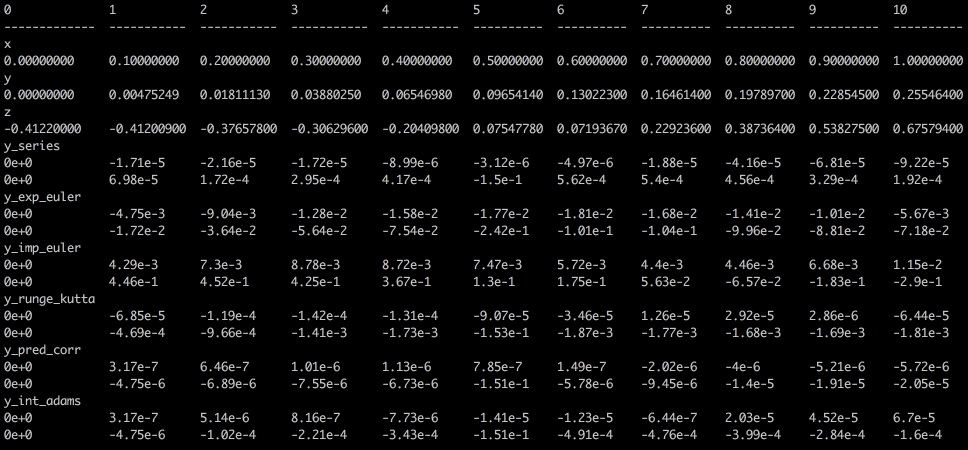 0 1 2 3 4 5 6 7 8 9 10
------------- ---------- ---------- ---------- ---------- ---------- ---------- ---------- ---------- ---------- ----------
x
0.00000000 0.10000000 0.20000000 0.30000000 0.40000000 0.50000000 0.60000000 0.70000000 0.80000000 0.90000000 1.00000000
y
0.00000000 0.00475249 0.01811130 0.03880250 0.06546980 0.09654140 0.13022300 0.16461400 0.19789700 0.22854500 0.25546400
z
-0.41220000 -0.41200900 -0.37657800 -0.30629600 -0.20409800 0.07547780 0.07193670 0.22923600 0.38736400 0.53827500 0.67579400
y_series
0e+0 -1.71e-5 -2.16e-5 -1.72e-5 -8.99e-6 -3.12e-6 -4.97e-6 -1.88e-5 -4.16e-5 -6.81e-5 -9.22e-5
0e+0 6.98e-5 1.72e-4 2.95e-4 4.17e-4 -1.5e-1 5.62e-4 5.4e-4 4.56e-4 3.29e-4 1.92e-4
y_exp_euler
0e+0 -4.75e-3 -9.04e-3 -1.28e-2 -1.58e-2 -1.77e-2 -1.81e-2 -1.68e-2 -1.41e-2 -1.01e-2 -5.67e-3
0e+0 -1.72e-2 -3.64e-2 -5.64e-2 -7.54e-2 -2.42e-1 -1.01e-1 -1.04e-1 -9.96e-2 -8.81e-2 -7.18e-2
y_imp_euler
0e+0 4.29e-3 7.3e-3 8.78e-3 8.72e-3 7.47e-3 5.72e-3 4.4e-3 4.46e-3 6.68e-3 1.15e-2
0e+0 4.46e-1 4.52e-1 4.25e-1 3.67e-1 1.3e-1 1.75e-1 5.63e-2 -6.57e-2 -1.83e-1 -2.9e-1
y_runge_kutta
0e+0 -6.85e-5 -1.19e-4 -1.42e-4 -1.31e-4 -9.07e-5 -3.46e-5 1.26e-5 2.92e-5 2.86e-6 -6.44e-5
0e+0 -4.69e-4 -9.66e-4 -1.41e-3 -1.73e-3 -1.53e-1 -1.87e-3 -1.77e-3 -1.68e-3 -1.69e-3 -1.81e-3
y_pred_corr
0e+0 3.17e-7 6.46e-7 1.01e-6 1.13e-6 7.85e-7 1.49e-7 -2.02e-6 -4e-6 -5.21e-6 -5.72e-6
0e+0 -4.75e-6 -6.89e-6 -7.55e-6 -6.73e-6 -1.51e-1 -5.78e-6 -9.45e-6 -1.4e-5 -1.91e-5 -2.05e-5
y_int_adams
0e+0 3.17e-7 5.14e-6 8.16e-7 -7.73e-6 -1.41e-5 -1.23e-5 -6.44e-7 2.03e-5 4.52e-5 6.7e-5
0e+0 -4.75e-6 -1.02e-4 -2.21e-4 -3.43e-4 -1.51e-1 -4.91e-4 -4.76e-4 -3.99e-4 -2.84e-4 -1.6e-4